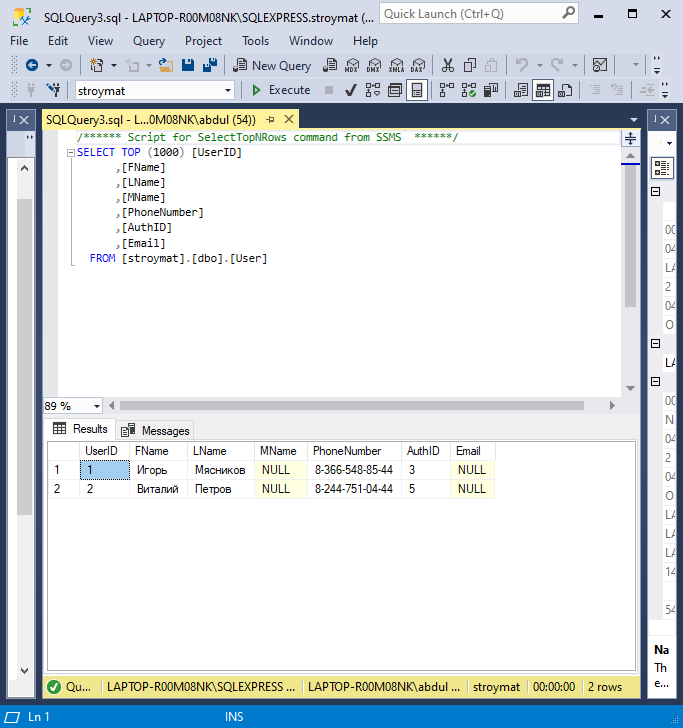 SQLQuery3.sql - LAPTOP-R00M08NK\SQLEXPRESS.stroymat (...
Quick Launch (Ctrl+Q)
File Edit View Query Project Tools Window Help
New Query MDX DMX XMLA DAX
stroymat Execute
SQLQuery3.sql - L...0M08NK\abdul (54))
/****** Script for SelectTopNRows command from SSMS ******/
SELECT TOP (1000) [UserID]
,[FName]
,[LName]
,[MName]
,[PhoneNumber]
,[AuthID]
,[Email]
FROM [stroymat].[dbo].[User]
89 %
Results Messages
UserID FName LName MName PhoneNumber AuthID Email
1 1 Игорь Мясников NULL 8-366-548-85-44 3 NULL
2 2 Виталий Петров NULL 8-244-751-04-44 5 NULL
00
04
LA
2
04
O
LA
00
N
04
2
04
O
LA
LA
LA
14
54
Na
Th
e...
Qu... LAPTOP-R00M08NK\SQLEXPRESS ... LAPTOP-R00M08NK\abdul ... stroymat 00:00:00 2 rows
Ln 1 INS